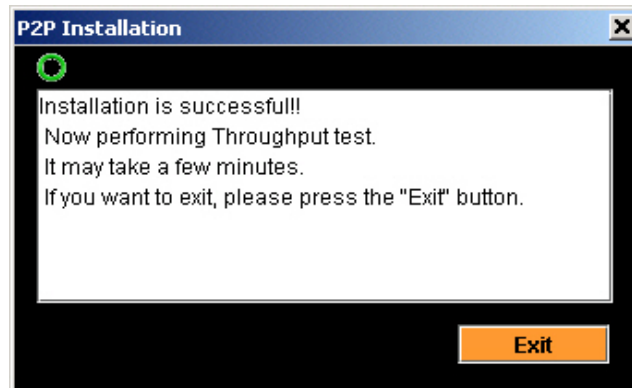 P2P Installation
Installation is successful!!
Now performing Throughput test.
It may take a few minutes.
If you want to exit, please press the "Exit" button.
Exit